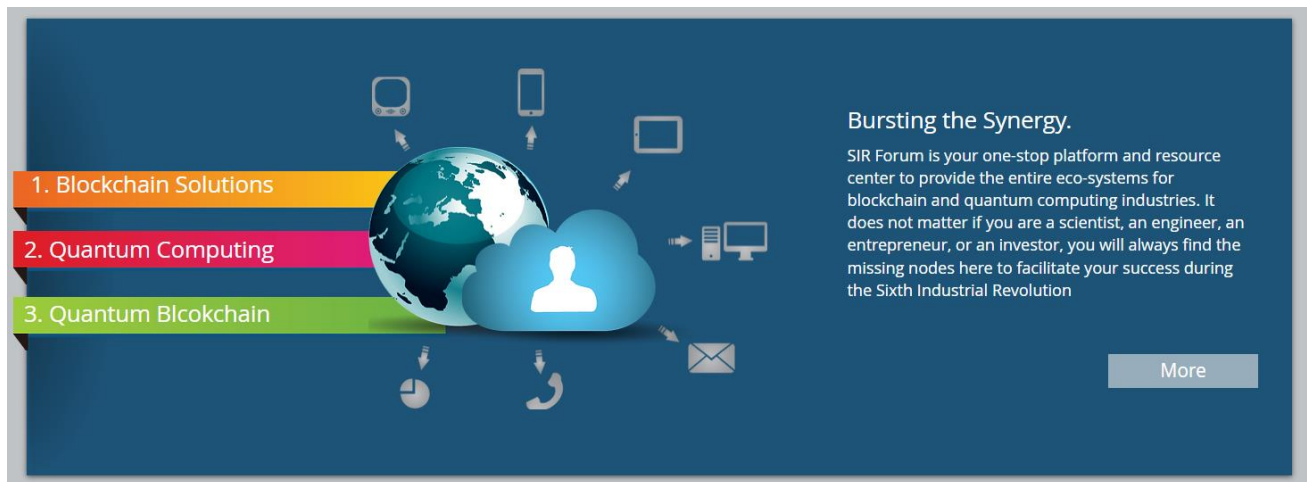 1. Blockchain Solutions
2. Quantum Computing
3. Quantum Blcokchain
Bursting the Synergy.
SIR Forum is your one-stop platform and resource
center to provide the entire eco-systems for
blockchain and quantum computing industries. It
does not matter if you are a scientist, an engineer, an
entrepreneur, or an investor, you will always find the
missing nodes here to facilitate your success during
the Sixth Industrial Revolution
More